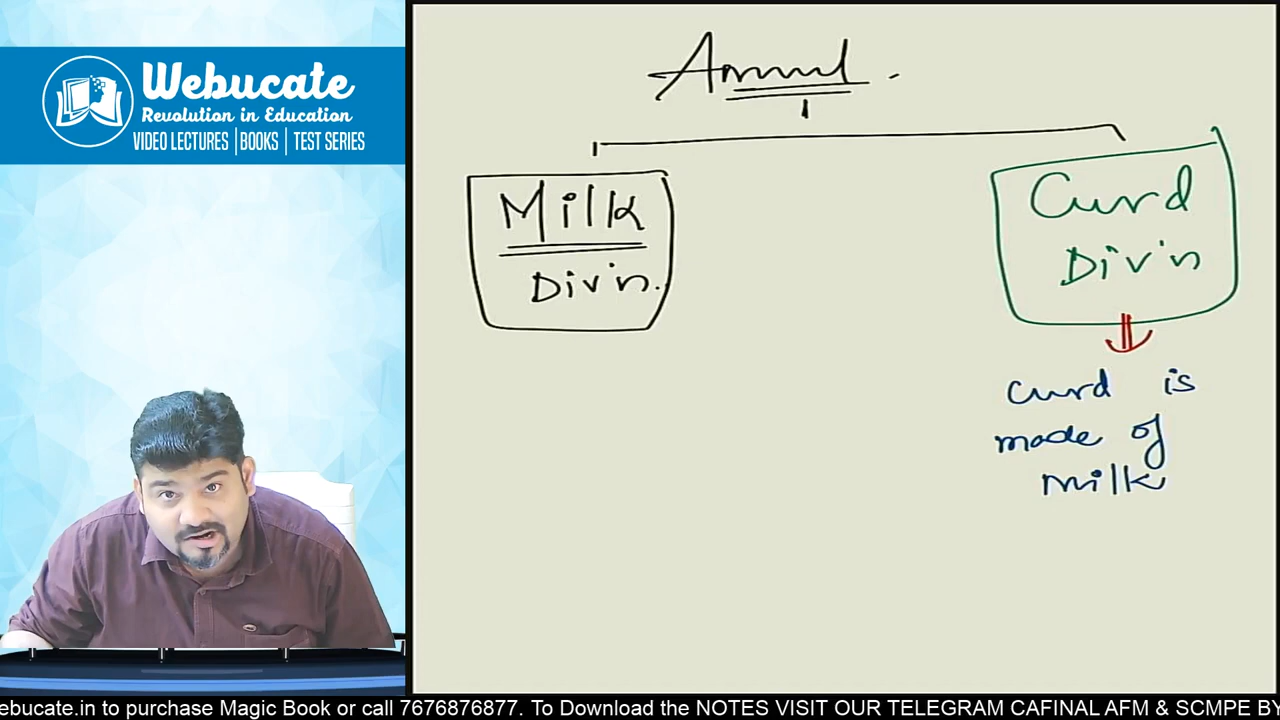 Webucate
Revolution in Education
VIDEO LECTURES | BOOKS | TEST SERIES
Amul .
Milk
Div'n.
Curd
Div'n
curd is
made of
milk
ebucate.in to purchase Magic Book or call 7676876877. To Download the NOTES VISIT OUR TELEGRAM CAFINAL AFM & SCMPE BY